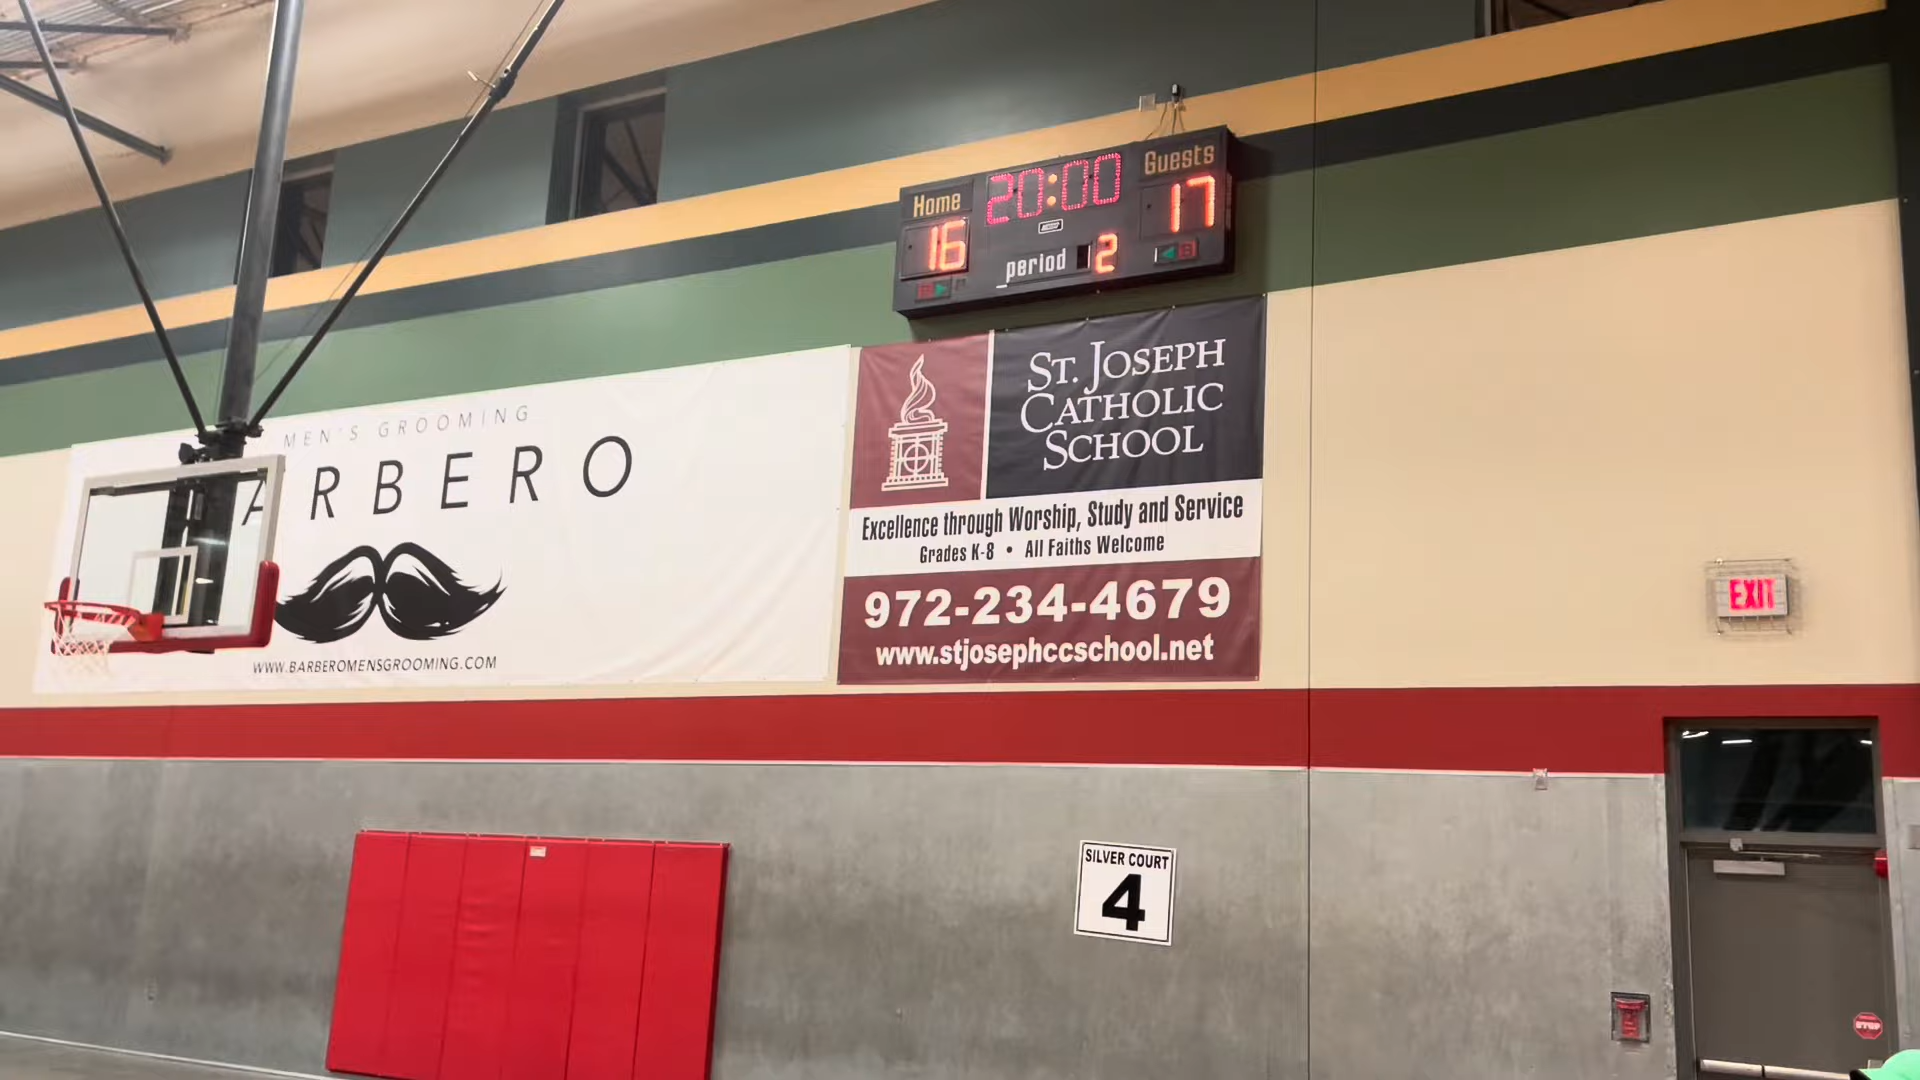 Home
20:00
Guests
16
17
period 2
MEN'S GROOMING
ARBERO
WWW.BARBEROMENSGROOMING.COM
ST. JOSEPH
CATHOLIC
SCHOOL
Excellence through Worship, Study and Service
Grades K-8 • All Faiths Welcome
972-234-4679
www.stjosephccschool.net
EXIT
SILVER COURT
4
STOP